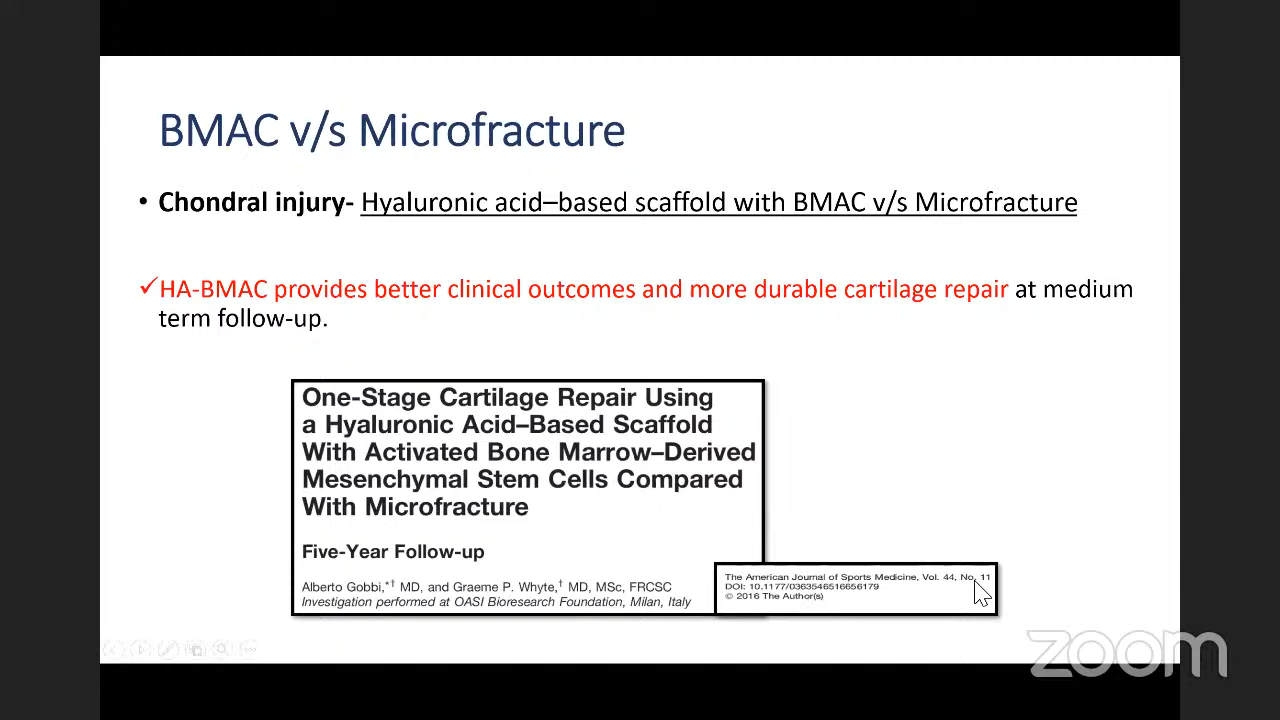 BMAC v/s Microfracture
• Chondral injury- Hyaluronic acid–based scaffold with BMAC v/s Microfracture
✓HA-BMAC provides better clinical outcomes and more durable cartilage repair at medium
term follow-up.
One-Stage Cartilage Repair Using
a Hyaluronic Acid–Based Scaffold
With Activated Bone Marrow–Derived
Mesenchymal Stem Cells Compared
With Microfracture
Five-Year Follow-up
Alberto Gobbi,*† MD, and Graeme P. Whyte,† MD, MSc, FRCSC
Investigation performed at OASI Bioresearch Foundation, Milan, Italy
The American Journal of Sports Medicine, Vol. 44, No. 11
DOI: 10.1177/0363546516656179
© 2016 The Author(s)
zoom